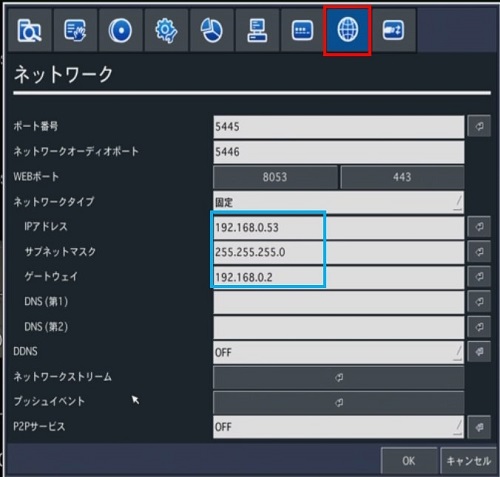 ネットワーク
ポート番号 5445
ネットワークオーディオポート 5446
WEBポート 8053 443
ネットワークタイプ 固定
IPアドレス 192.168.0.53
サブネットマスク 255.255.255.0
ゲートウェイ 192.168.0.2
DNS (第1)
DNS (第2)
DDNS OFF
ネットワークストリーム
プッシュイベント
P2Pサービス OFF
OK キャンセル